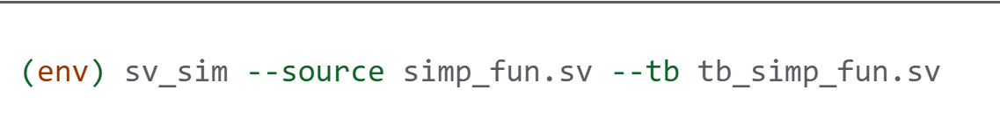 (env) sv_sim --source simp_fun.sv --tb tb_simp_fun.sv